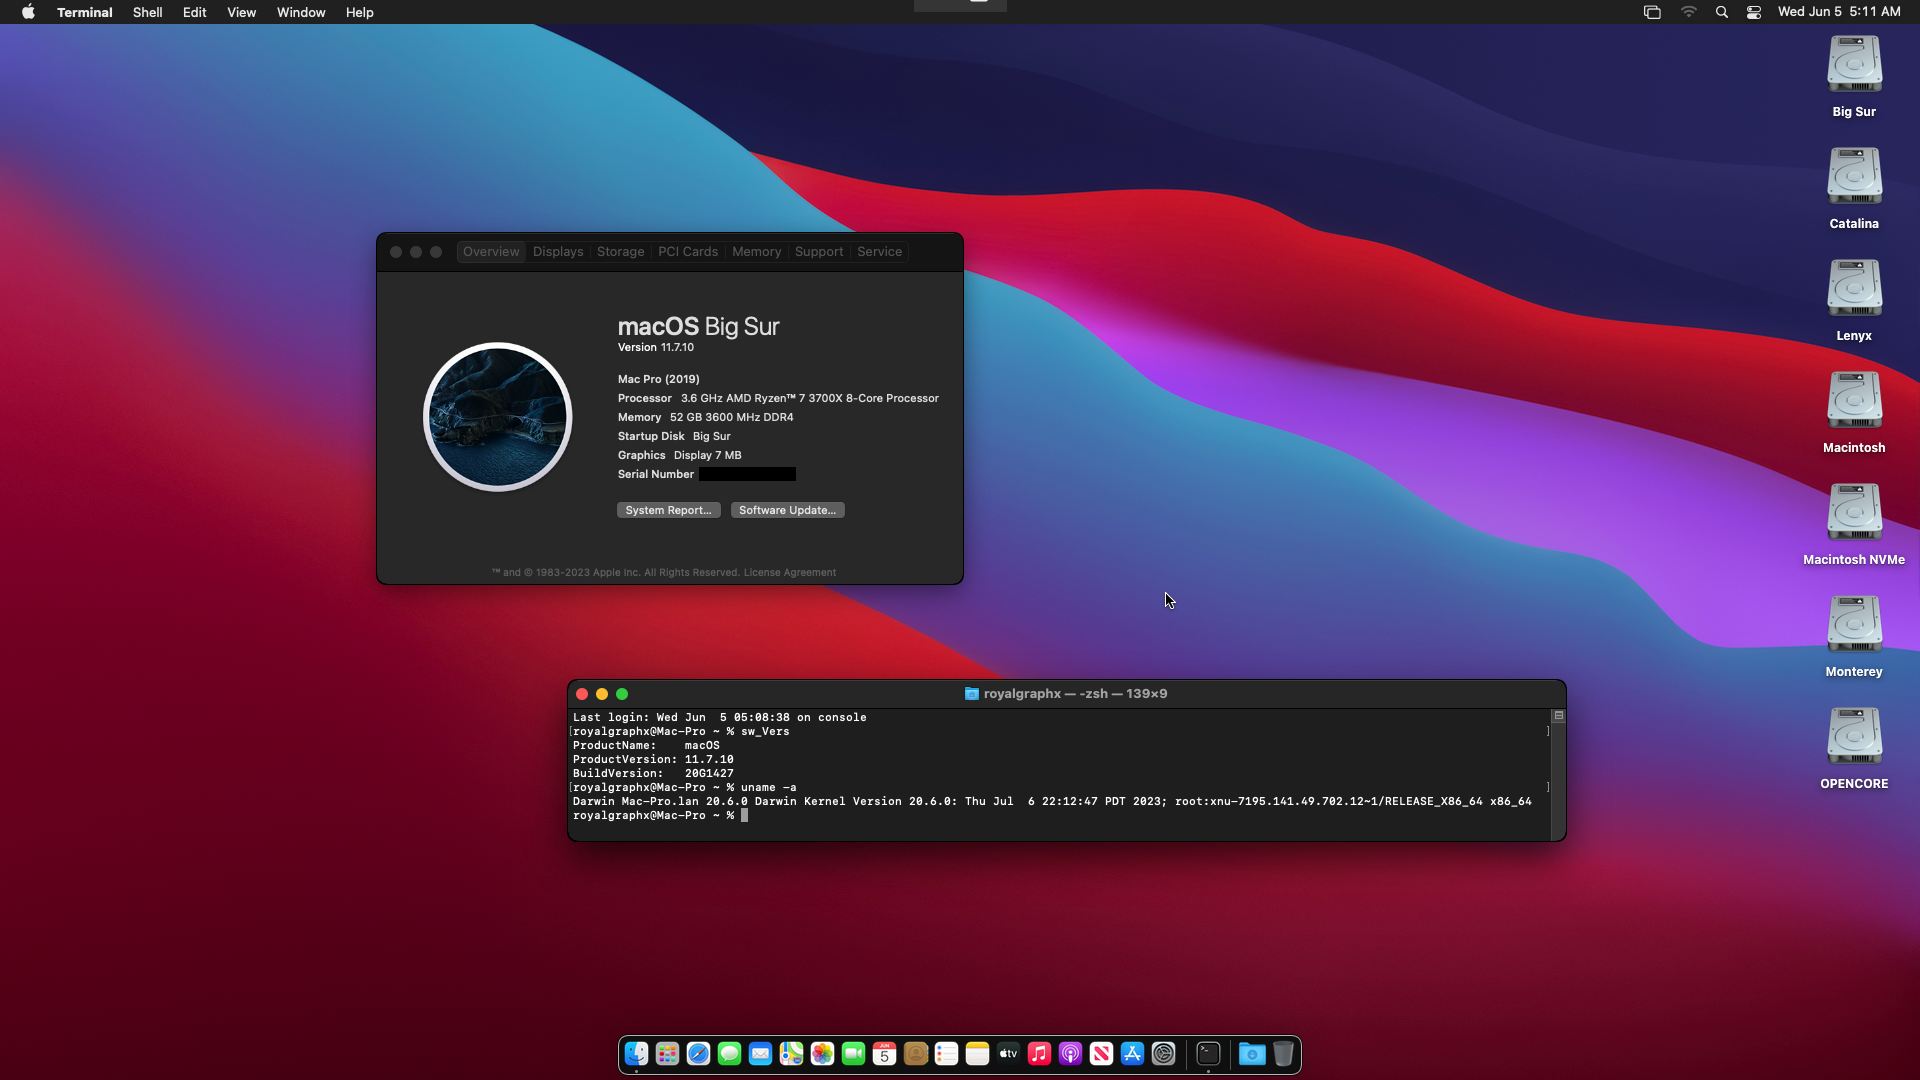 Terminal Shell Edit View Window Help
Wed Jun 5 5:11 AM
Big Sur
Catalina
Lenyx
Macintosh
Macintosh NVMe
Monterey
OPENCORE
Overview Displays Storage PCI Cards Memory Support Service
macOS Big Sur
Version 11.7.10
Mac Pro (2019)
Processor 3.6 GHz AMD Ryzen™ 7 3700X 8-Core Processor
Memory 52 GB 3600 MHz DDR4
Startup Disk Big Sur
Graphics Display 7 MB
Serial Number
System Report... Software Update...
™ and © 1983-2023 Apple Inc. All Rights Reserved. License Agreement
royalgraphx — -zsh — 139×9
Last login: Wed Jun  5 05:08:38 on console
[royalgraphx@Mac-Pro ~ % sw_Vers ]
ProductName:    macOS
ProductVersion: 11.7.10
BuildVersion:   20G1427
[royalgraphx@Mac-Pro ~ % uname -a ]
Darwin Mac-Pro.lan 20.6.0 Darwin Kernel Version 20.6.0: Thu Jul  6 22:12:47 PDT 2023; root:xnu-7195.141.49.702.12~1/RELEASE_X86_64 x86_64
royalgraphx@Mac-Pro ~ %
JUN
5
tv